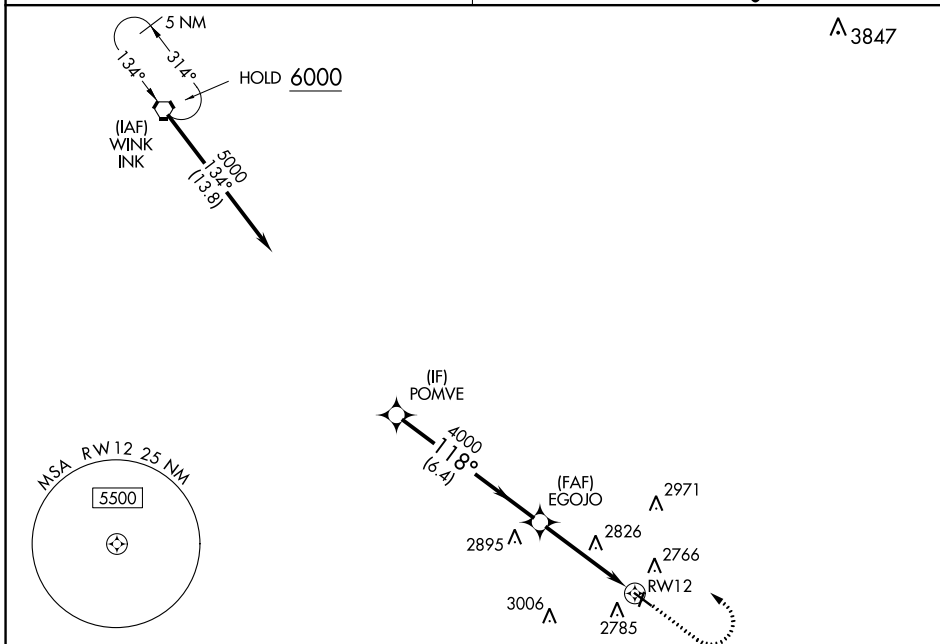 5 NM
3847
134°
314°
HOLD 6000
(IAF)
WINK
INK
5000
134°
(13.8)
(IF)
POMVE
4000
118°
(6.4)
MSA RW12 25 NM
5500
(FAF)
EGOJO
2971
2895
2826
2766
RW12
3006
2785